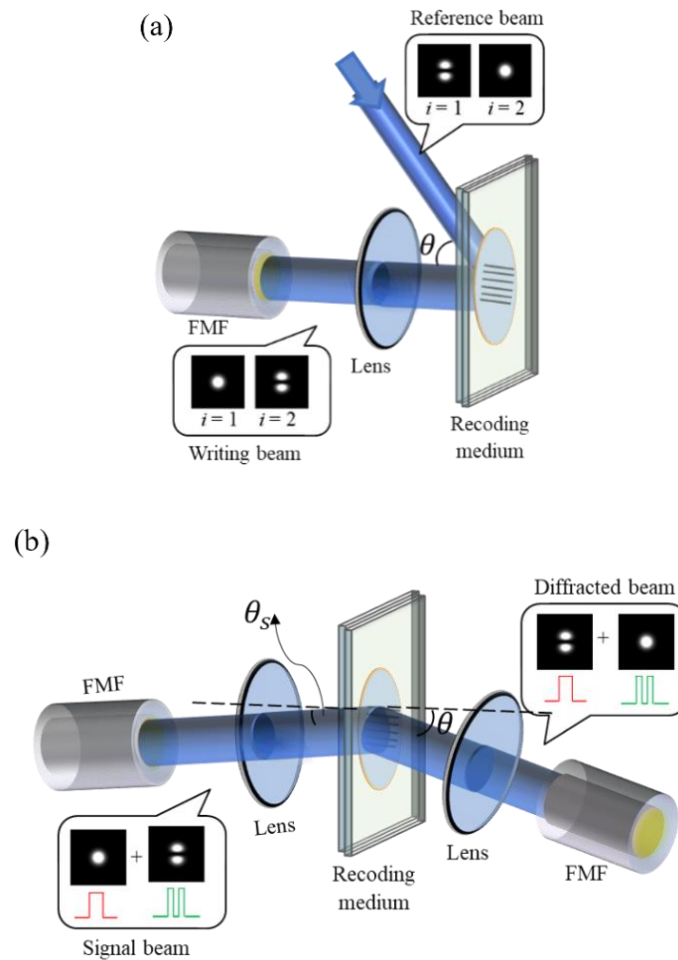 (a)
Reference beam
i = 1 i = 2
θ
FMF
Lens
i = 1 i = 2
Writing beam
Recoding
medium
(b)
Diffracted beam
+
θs
FMF
θ
Lens
+
Recoding
medium
Lens
FMF
Signal beam